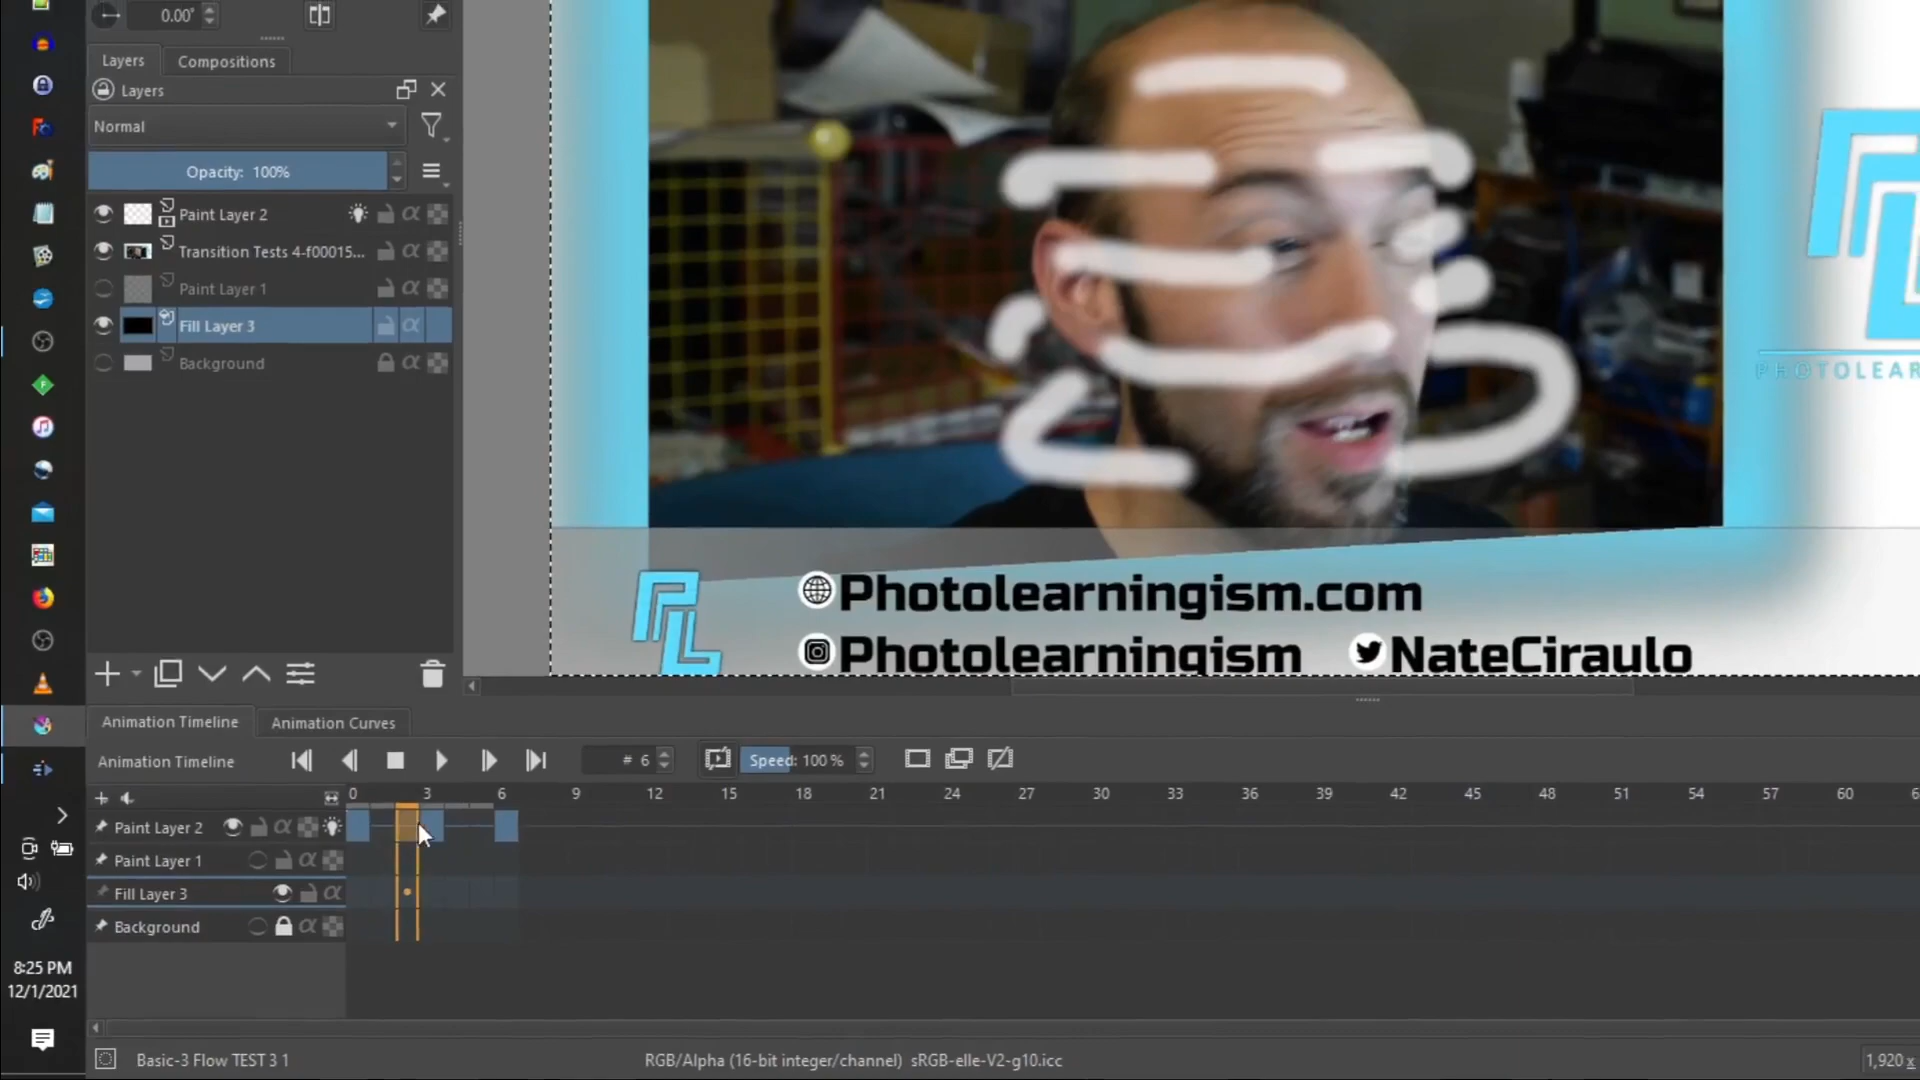 0.00°
Layers Compositions
Layers
Normal
Opacity: 100%
Paint Layer 2
Transition Tests 4-f00015...
Paint Layer 1
Fill Layer 3
Background
PHOTOLEAR
Photolearningism.com
Photolearningism NateCiraulo
Animation Timeline Animation Curves
Animation Timeline # 6 Speed: 100 %
0 3 6 9 12 15 18 21 24 27 30 33 36 39 42 45 48 51 54 57 60 6
Paint Layer 2
Paint Layer 1
Fill Layer 3
Background
8:25 PM
12/1/2021
Basic-3 Flow TEST 3 1 RGB/Alpha (16-bit integer/channel) sRGB-elle-V2-g10.icc 1,920 x